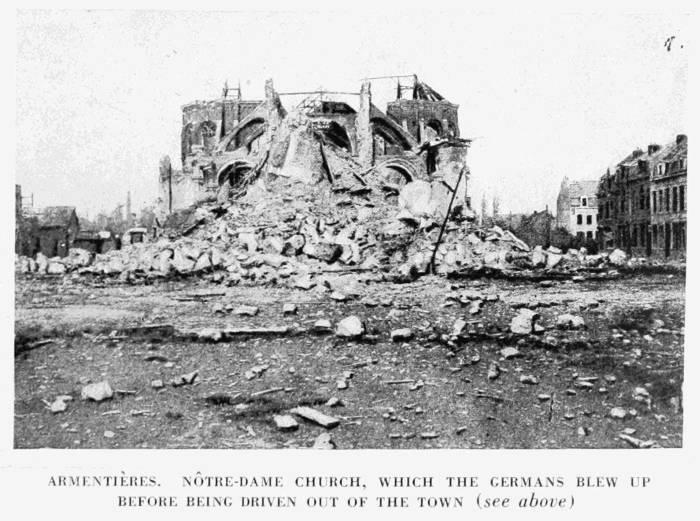 ARMENTIÈRES. NÔTRE-DAME CHURCH, WHICH THE GERMANS BLEW UP
BEFORE BEING DRIVEN OUT OF THE TOWN (see above)